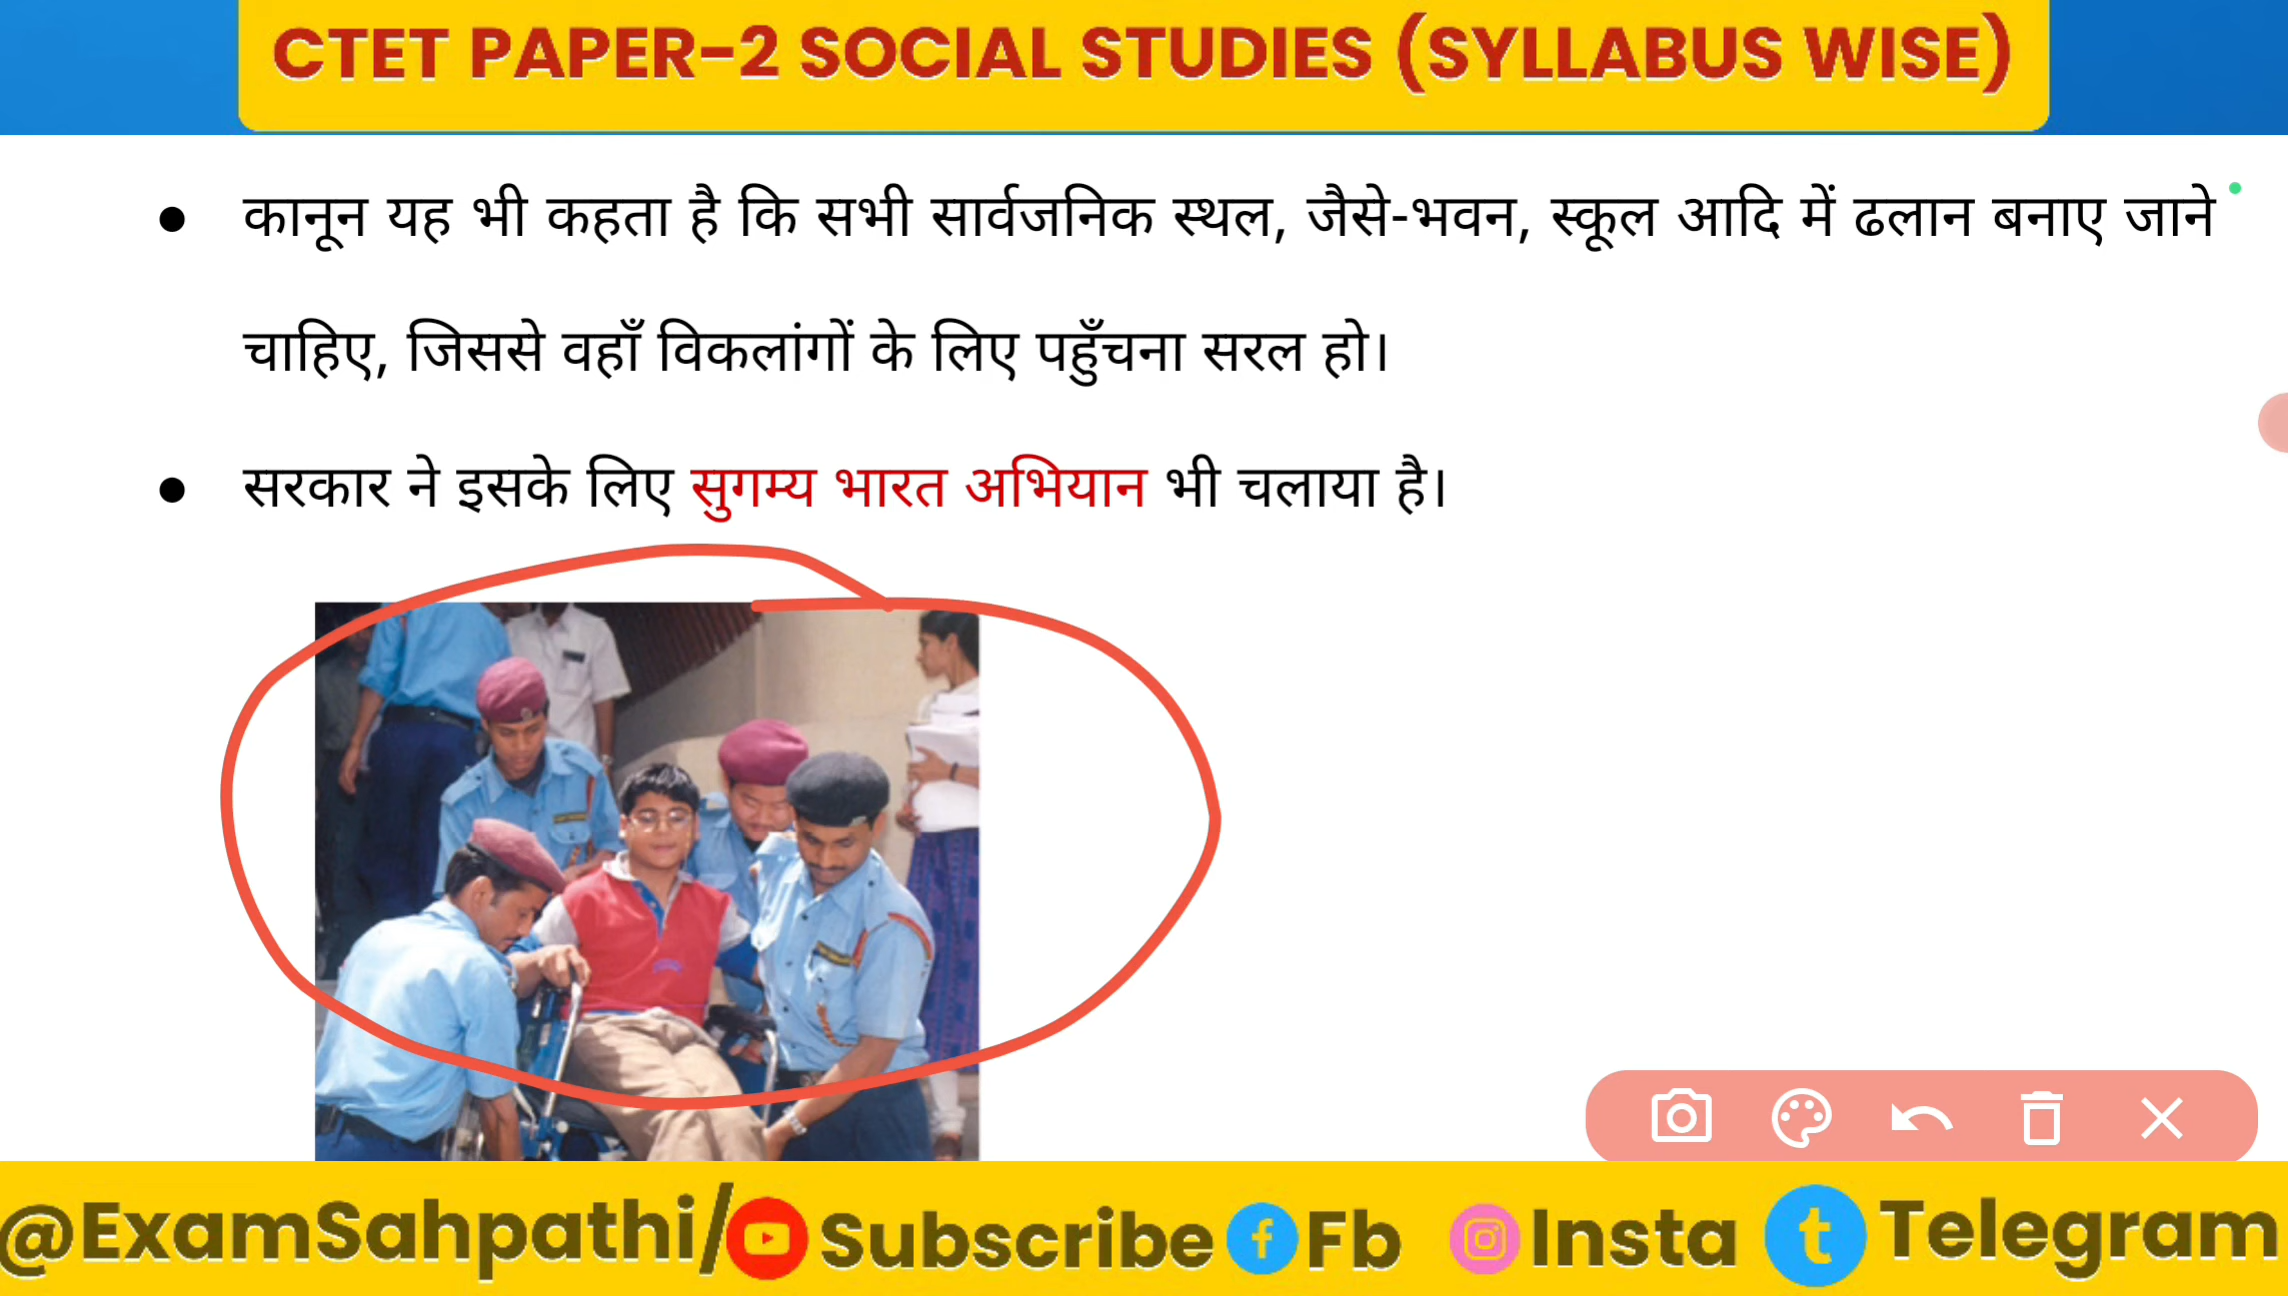 CTET PAPER-2 SOCIAL STUDIES (SYLLABUS WISE)
● कानून यह भी कहता है कि सभी सार्वजनिक स्थल, जैसे-भवन, स्कूल आदि में ढलान बनाए जाने
चाहिए, जिससे वहाँ विकलांगों के लिए पहुँचना सरल हो।
● सरकार ने इसके लिए सुगम्य भारत अभियान भी चलाया है।
@ExamSahpathi/ Subscribe f Fb Insta t Telegram